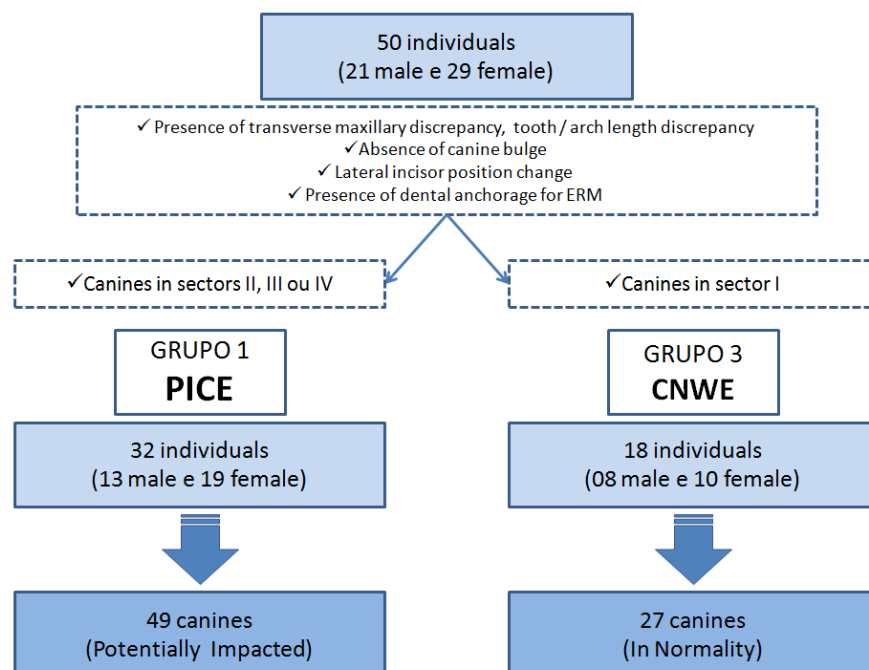 50 individuals
(21 male e 29 female)
✓Presence of transverse maxillary discrepancy, tooth / arch length discrepancy
✓Absence of canine bulge
✓Lateral incisor position change
✓Presence of dental anchorage for ERM
✓Canines in sectors II, III ou IV
✓Canines in sector I
GRUPO 1
PICE
GRUPO 3
CNWE
32 individuals
(13 male e 19 female)
18 individuals
(08 male e 10 female)
49 canines
(Potentially Impacted)
27 canines
(In Normality)